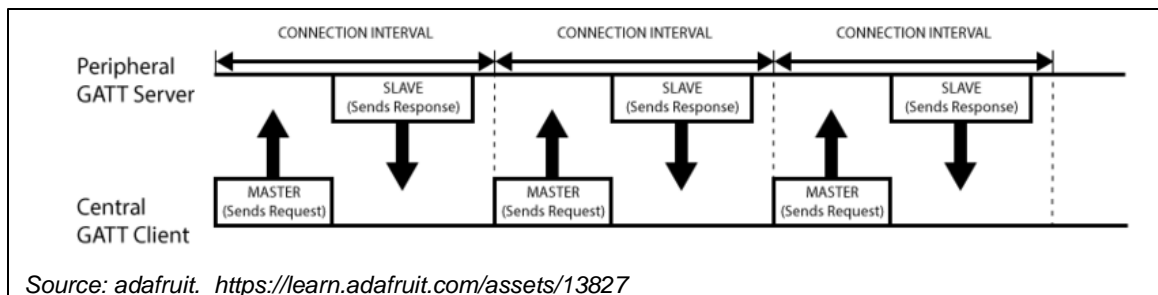 CONNECTION INTERVAL CONNECTION INTERVAL CONNECTION INTERVAL
Peripheral
GATT Server
SLAVE
(Sends Response)
SLAVE
(Sends Response)
SLAVE
(Sends Response)
MASTER
(Sends Request)
MASTER
(Sends Request)
MASTER
(Sends Request)
Central
GATT Client
Source: adafruit. https://learn.adafruit.com/assets/13827